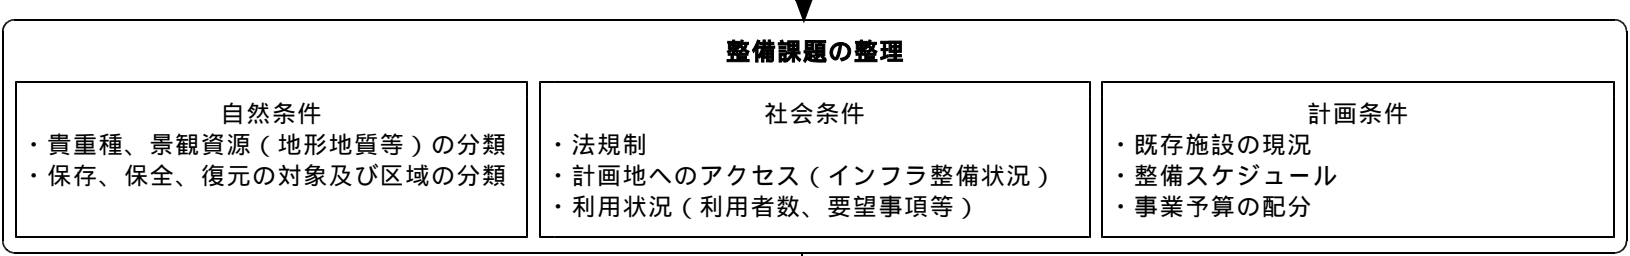 整備課題の整理
自然条件
・貴重種、景観資源（地形地質等）の分類
・保存、保全、復元の対象及び区域の分類
社会条件
・法規制
・計画地へのアクセス（インフラ整備状況）
・利用状況（利用者数、要望事項等）
計画条件
・既存施設の現況
・整備スケジュール
・事業予算の配分